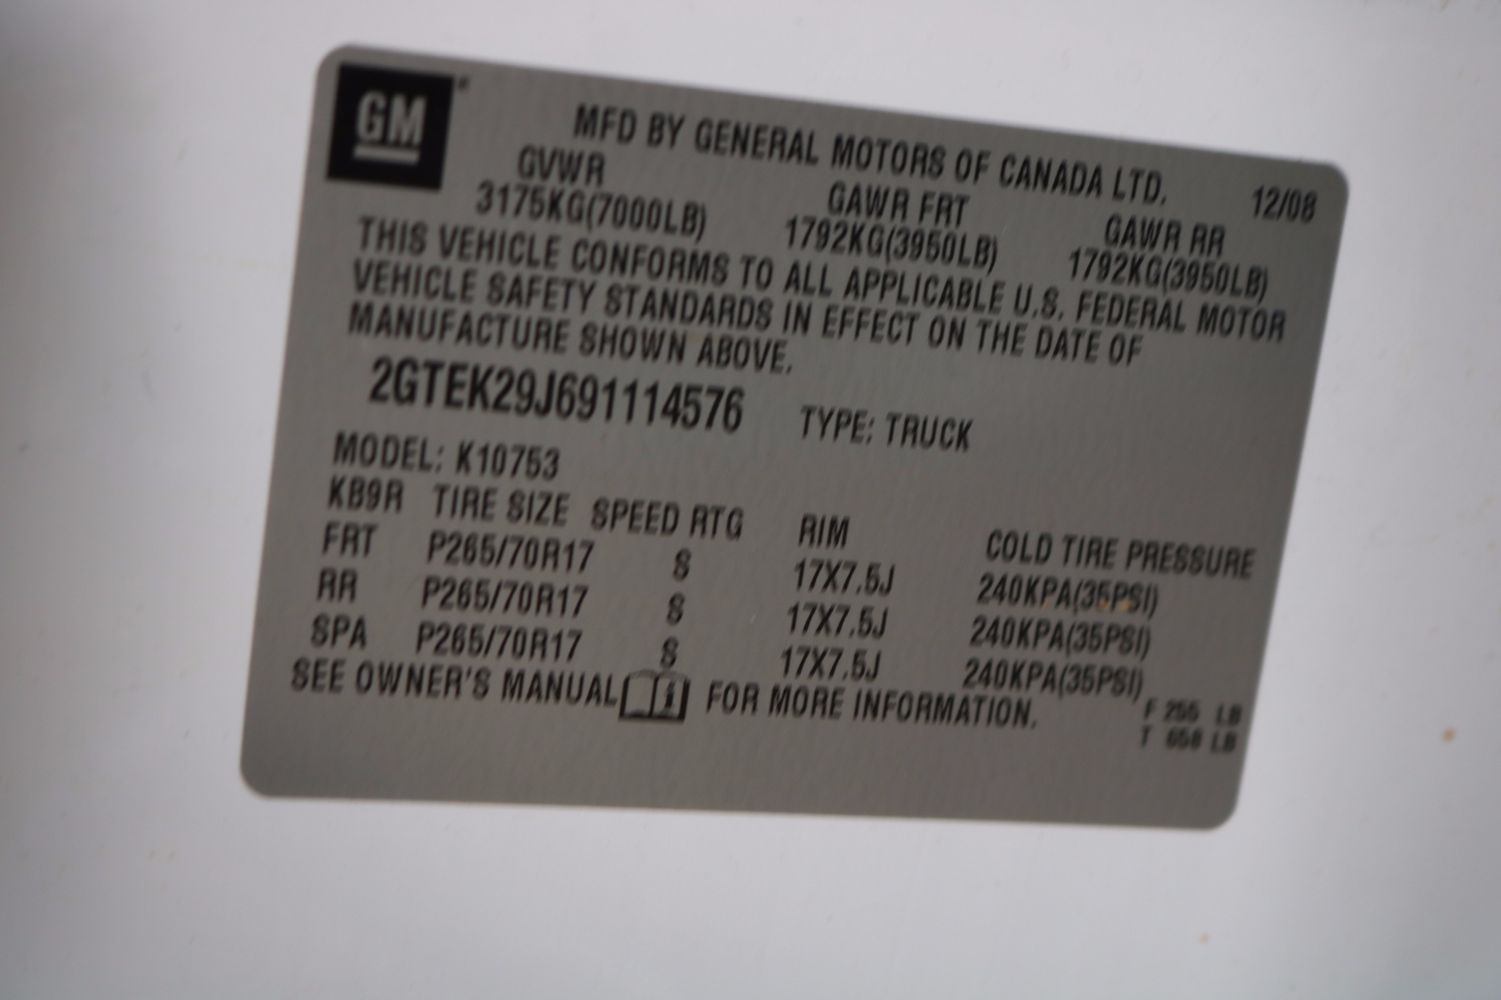 GM
MFD BY GENERAL MOTORS OF CANADA LTD.
12/08
GVWR GAWR FRT GAWR RR
3175KG(7000LB) 1792KG(3950LB) 1792KG(3950LB)
THIS VEHICLE CONFORMS TO ALL APPLICABLE U.S. FEDERAL MOTOR
VEHICLE SAFETY STANDARDS IN EFFECT ON THE DATE OF
MANUFACTURE SHOWN ABOVE.
2GTEK29J691114576 TYPE: TRUCK
MODEL: K10753
KB9R TIRE SIZE SPEED RTG RIM COLD TIRE PRESSURE
FRT P265/70R17 S 17X7.5J 240KPA(35PSI)
RR P265/70R17 S 17X7.5J 240KPA(35PSI)
SPA P265/70R17 S 17X7.5J 240KPA(35PSI)
SEE OWNER'S MANUAL FOR MORE INFORMATION.
F 255 LB
T LB